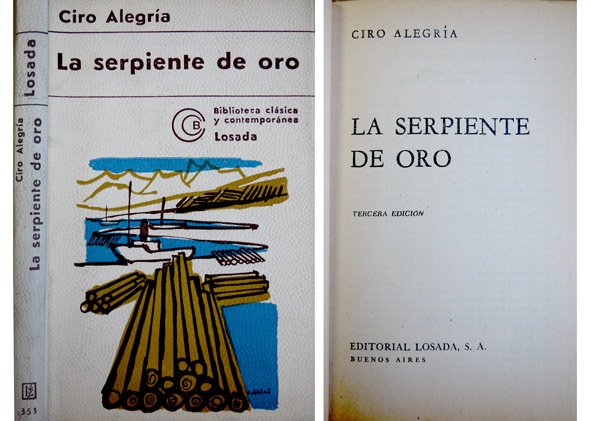 Losada
Ciro Alegría
La serpiente de oro
353
Ciro Alegría
La serpiente de oro
Biblioteca clásica
y contemporánea
Losada
CIRO ALEGRÍA
LA SERPIENTE
DE ORO
TERCERA EDICIÓN
EDITORIAL LOSADA, S. A.
BUENOS AIRES